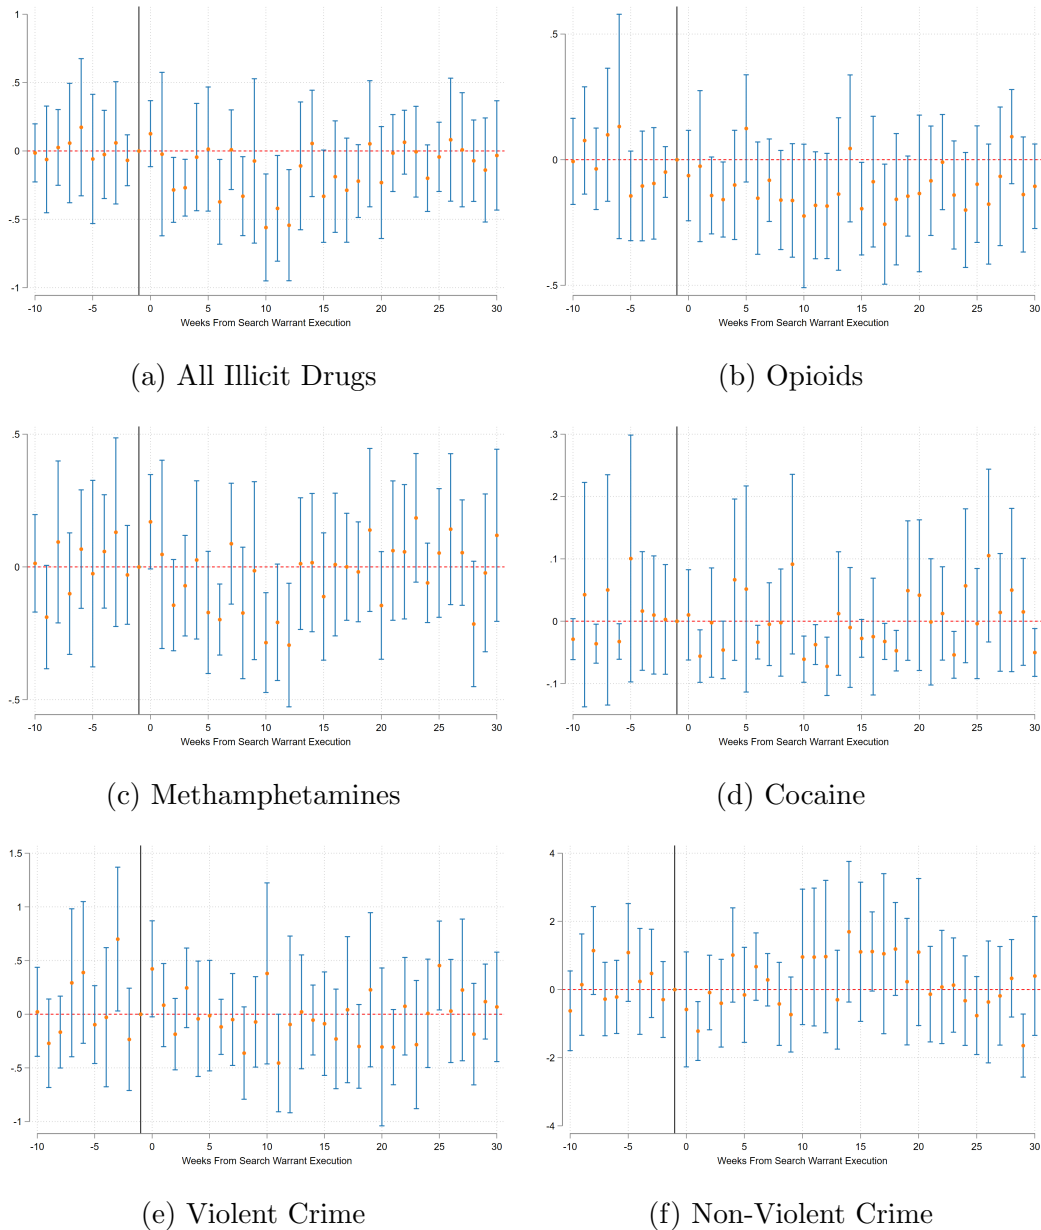 1
.5
0
-.5
-1
-10 -5 0 5 10 15 20 25 30
Weeks From Search Warrant Execution
(a) All Illicit Drugs
.5
0
-.5
-10 -5 0 5 10 15 20 25 30
Weeks From Search Warrant Execution
(b) Opioids
.5
0
-.5
-10 -5 0 5 10 15 20 25 30
Weeks From Search Warrant Execution
(c) Methamphetamines
.3
.2
.1
0
-.1
-10 -5 0 5 10 15 20 25 30
Weeks From Search Warrant Execution
(d) Cocaine
1.5
1
.5
0
-.5
-1
-10 -5 0 5 10 15 20 25 30
Weeks From Search Warrant Execution
(e) Violent Crime
4
2
0
-2
-4
-10 -5 0 5 10 15 20 25 30
Weeks From Search Warrant Execution
(f) Non-Violent Crime